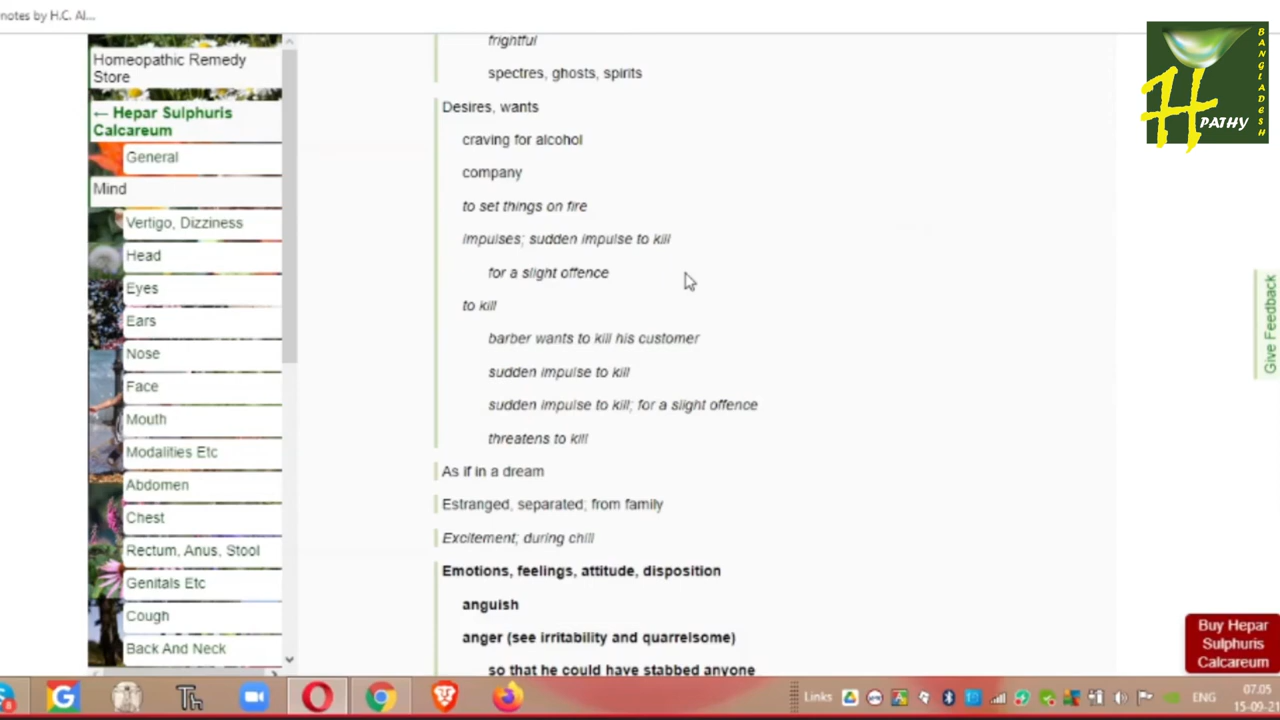 notes by H.C. Al...
Homeopathic Remedy
Store
← Hepar Sulphuris
Calcareum
General
Mind
Vertigo, Dizziness
Head
Eyes
Ears
Nose
Face
Mouth
Modalities Etc
Abdomen
Chest
Rectum, Anus, Stool
Genitals Etc
Cough
Back And Neck
frightful
spectres, ghosts, spirits
Desires, wants
craving for alcohol
company
to set things on fire
impulses; sudden impulse to kill
for a slight offence
to kill
barber wants to kill his customer
sudden impulse to kill
sudden impulse to kill; for a slight offence
threatens to kill
As if in a dream
Estranged, separated; from family
Excitement; during chill
Emotions, feelings, attitude, disposition
anguish
anger (see irritability and quarrelsome)
so that he could have stabbed anyone
H PATHY
BANGLADESH
Give Feedback
Buy Hepar
Sulphuris
Calcareum
Th
Links
ENG
07.05
15-09-21